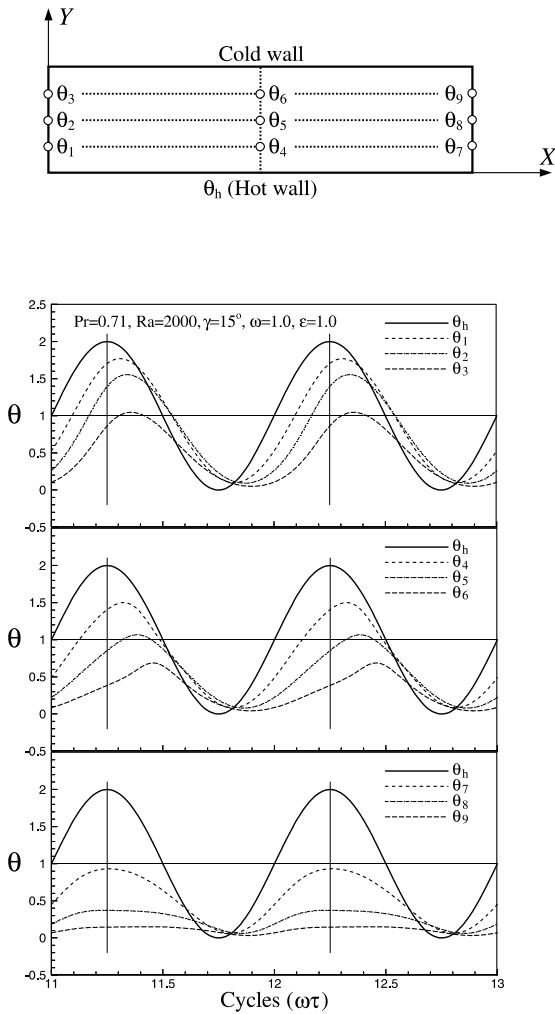 Y
Cold wall
θ3 θ6 θ9
θ2 θ5 θ8
θ1 θ4 θ7
X
θh (Hot wall)
2.5
Pr=0.71, Ra=2000, γ=15°, ω=1.0, ε=1.0
θh
θ1
θ2
θ3
2
1.5
θ 1
0.5
0
-0.5
θh
θ4
θ5
θ6
2
1.5
θ 1
0.5
0
-0.5
θh
θ7
θ8
θ9
2
1.5
θ 1
0.5
0
-0.5
11 11.5 12 12.5 13
Cycles (ωτ)